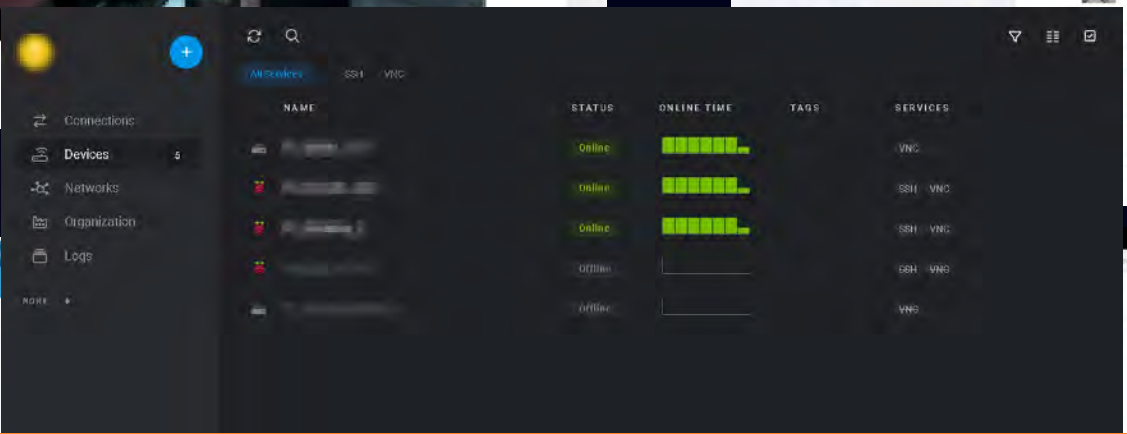 All Services SSH VNC
NAME STATUS ONLINE TIME TAGS SERVICES
Connections
Devices 5
Networks
Organization
Logs
MORE
Online VNC
Online SSH VNC
Online SSH VNC
Offline SSH VNC
Offline VNC